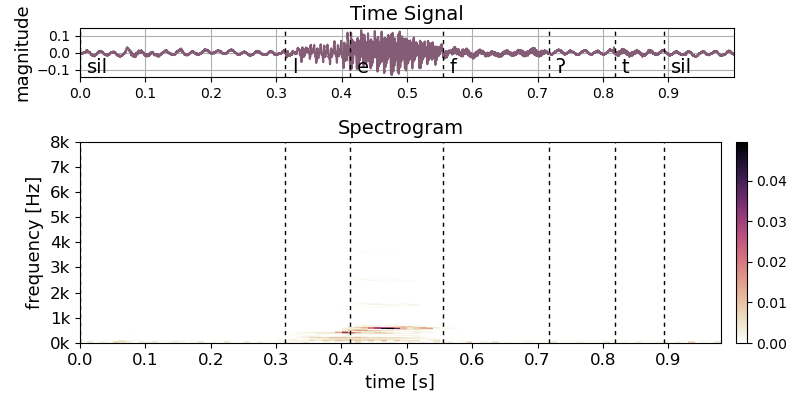 Time Signal
magnitude
0.1
0.0
−0.1
sil l e f ʔ t sil
0.0 0.1 0.2 0.3 0.4 0.5 0.6 0.7 0.8 0.9
Spectrogram
frequency [Hz]
8k
7k
6k
5k
4k
3k
2k
1k
0k
0.0 0.1 0.2 0.3 0.4 0.5 0.6 0.7 0.8 0.9
time [s]
0.04
0.03
0.02
0.01
0.00